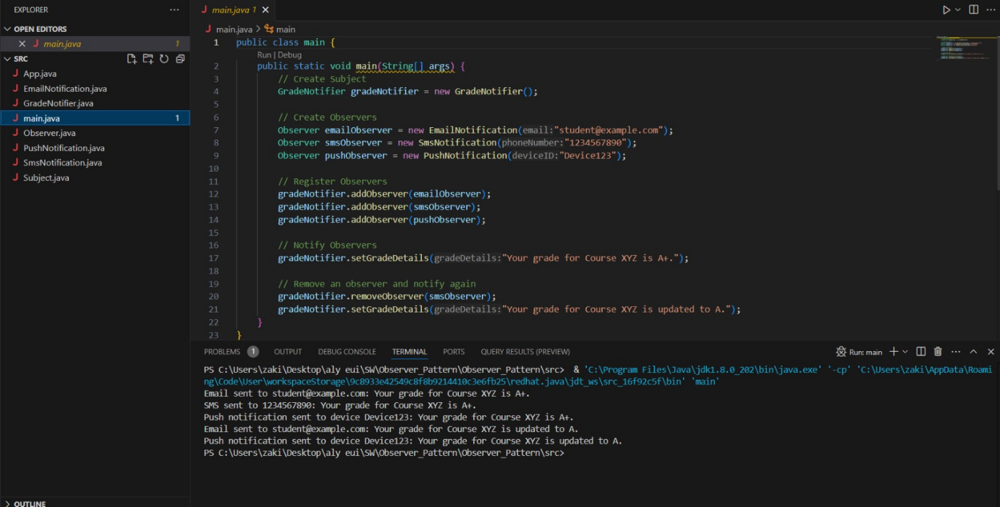 EXPLORER
OPEN EDITORS
main.java 1
SRC
App.java
EmailNotification.java
GradeNotifier.java
main.java 1
Observer.java
PushNotification.java
SmsNotification.java
Subject.java
OUTLINE
main.java 1
main.java > main
1 public class main {
Run | Debug
2 public static void main(String[] args) {
3 // Create Subject
4 GradeNotifier gradeNotifier = new GradeNotifier();
5
6 // Create Observers
7 Observer emailObserver = new EmailNotification(email:"student@example.com");
8 Observer smsObserver = new SmsNotification(phoneNumber:"1234567890");
9 Observer pushObserver = new PushNotification(deviceID:"Device123");
10
11 // Register Observers
12 gradeNotifier.addObserver(emailObserver);
13 gradeNotifier.addObserver(smsObserver);
14 gradeNotifier.addObserver(pushObserver);
15
16 // Notify Observers
17 gradeNotifier.setGradeDetails(gradeDetails:"Your grade for Course XYZ is A+.");
18
19 // Remove an observer and notify again
20 gradeNotifier.removeObserver(smsObserver);
21 gradeNotifier.setGradeDetails(gradeDetails:"Your grade for Course XYZ is updated to A.");
22 }
23 }
PROBLEMS 1 OUTPUT DEBUG CONSOLE TERMINAL PORTS QUERY RESULTS (PREVIEW) Run: main
PS C:\Users\zaki\Desktop\aly eui\SW\Observer_Pattern\Observer_Pattern\src> & 'C:\Program Files\Java\jdk1.8.0_202\bin\java.exe' '-cp' 'C:\Users\zaki\AppData\Roami
ng\Code\User\workspaceStorage\9c8933e42549c8f8b9214410c3e6fb25\redhat.java\jdt_ws\src_16f92c5f\bin' 'main'
Email sent to student@example.com: Your grade for Course XYZ is A+.
SMS sent to 1234567890: Your grade for Course XYZ is A+.
Push notification sent to device Device123: Your grade for Course XYZ is A+.
Email sent to student@example.com: Your grade for Course XYZ is updated to A.
Push notification sent to device Device123: Your grade for Course XYZ is updated to A.
PS C:\Users\zaki\Desktop\aly eui\SW\Observer_Pattern\Observer_Pattern\src>